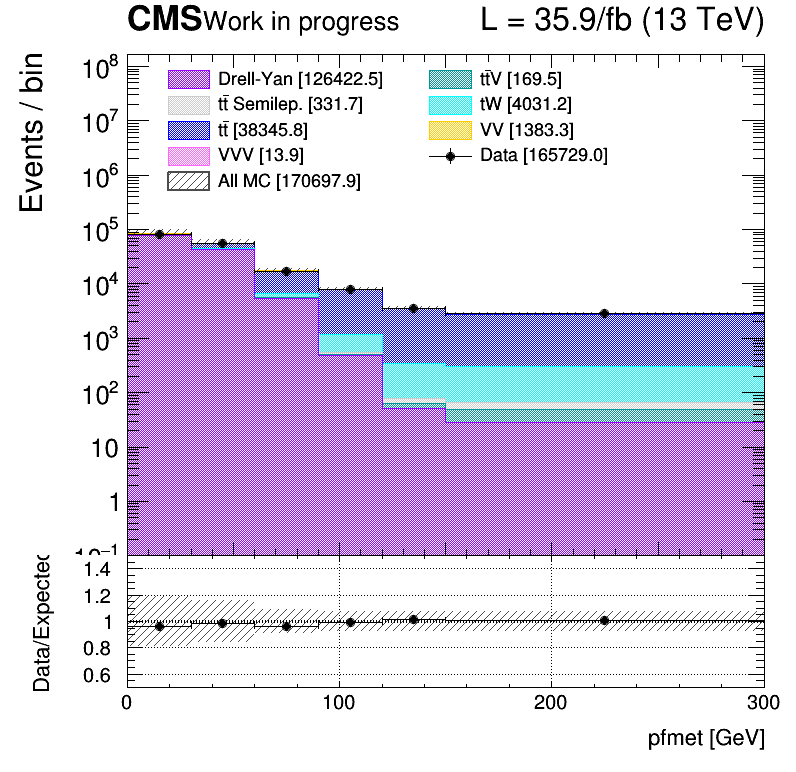 CMS Work in progress L = 35.9/fb (13 TeV)
Events / bin
Drell-Yan [126422.5]
tt̄V [169.5]
tt̄ Semilep. [331.7]
tW [4031.2]
tt̄ [38345.8]
VV [1383.3]
VVV [13.9]
Data [165729.0]
All MC [170697.9]
10⁸
10⁷
10⁶
10⁵
10⁴
10³
10²
10
1
10⁻¹
Data/Expected
1.4
1.2
1
0.8
0.6
0 100 200 300
pfmet [GeV]